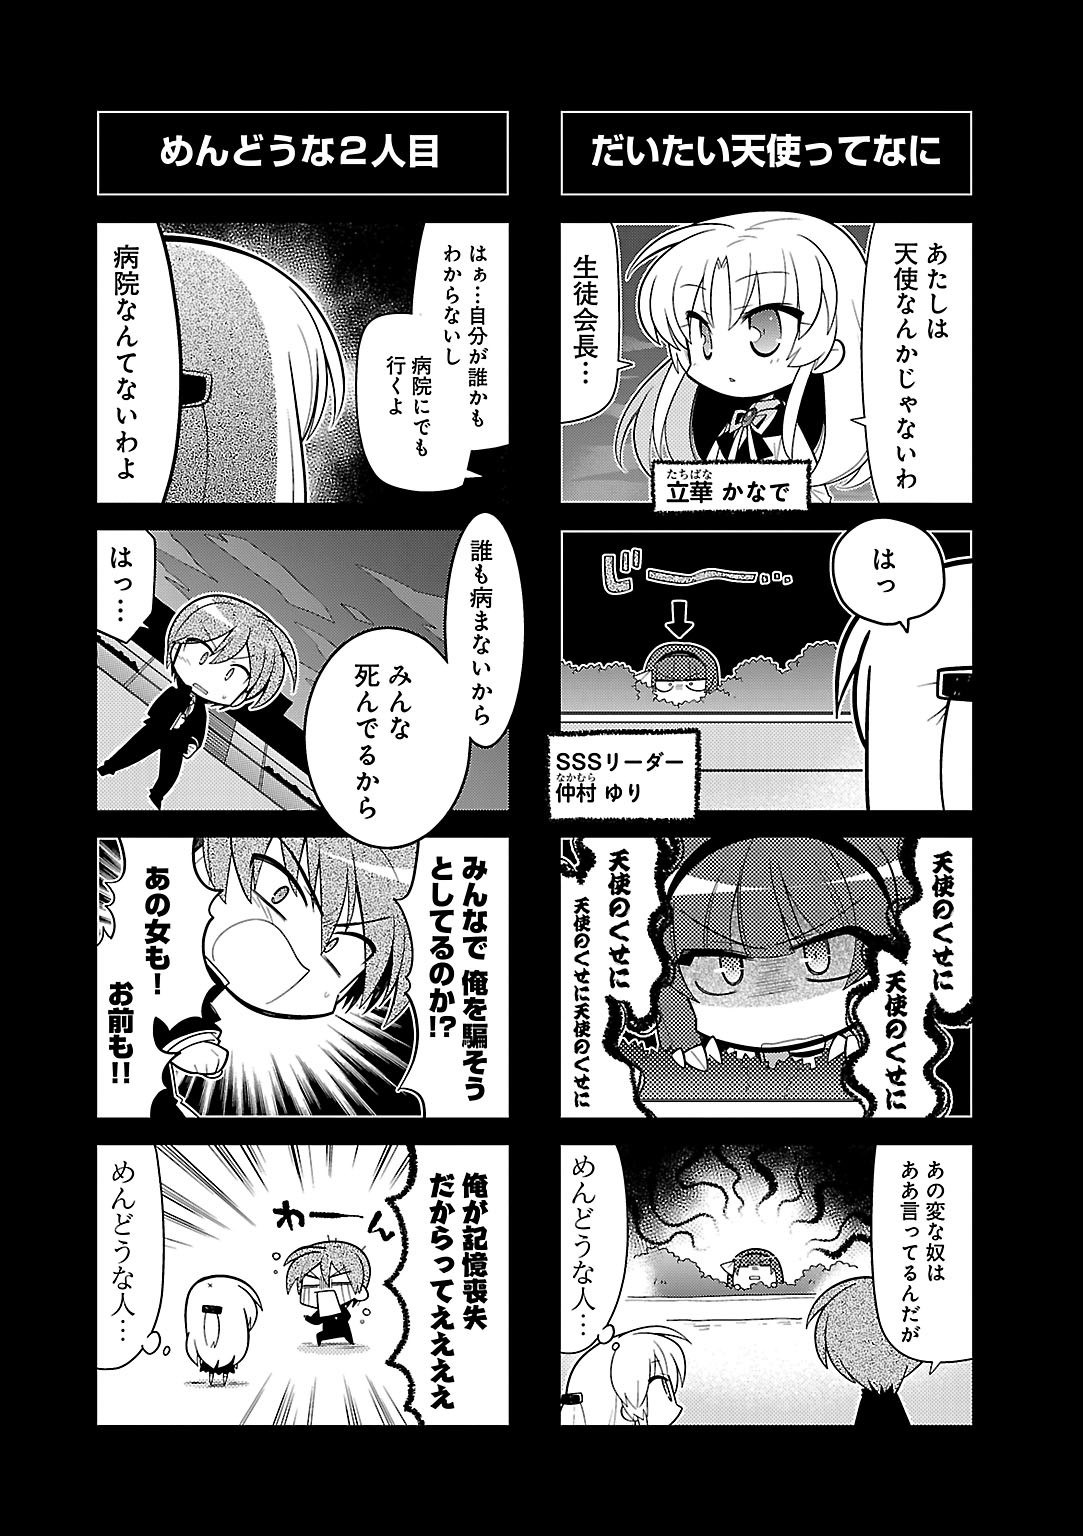 だいたい天使ってなに
あたしは
天使なんかじゃないわ
生徒会長…
たちばな
立華 かなで
はっ
じーーー…
SSSリーダー
なかむら
仲村 ゆり
天使のくせに
天使のくせに
天使のくせに
天使のくせに天使のくせに
あの変な奴は
ああ言ってるんだが
めんどうな人…
めんどうな2人目
はぁ…自分が誰かも
わからないし
病院にでも
行くよ
病院なんてないわよ
誰も病まないから
みんな
死んでるから
はっ…
みんなで 俺を騙そう
としてるのか!?
あの女も!
お前も!!
俺が記憶喪失
だからってええええ
わーーん
めんどうな人…